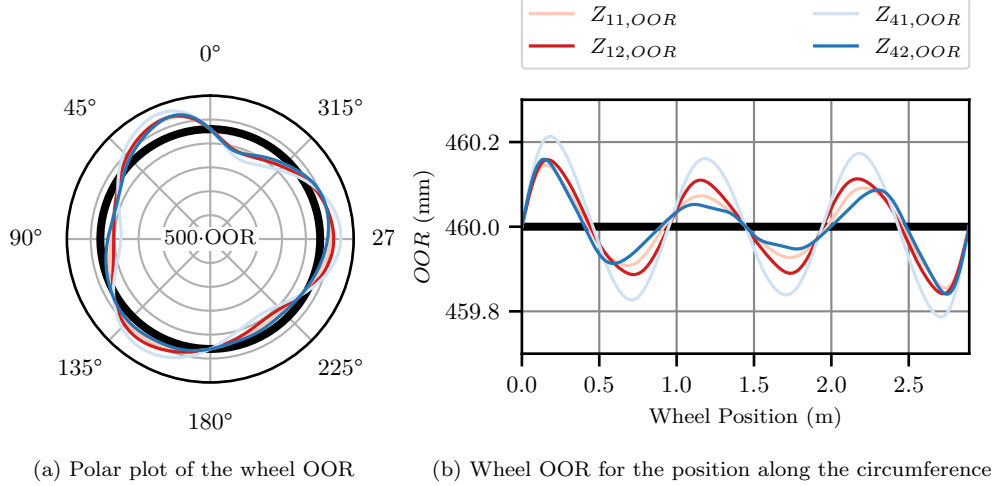 Z11,OOR Z41,OOR
Z12,OOR Z42,OOR
0°
45° 315°
90° 500·OOR 27
135° 225°
180°
OOR (mm)
460.2
460.0
459.8
0.0 0.5 1.0 1.5 2.0 2.5
Wheel Position (m)
(a) Polar plot of the wheel OOR
(b) Wheel OOR for the position along the circumference